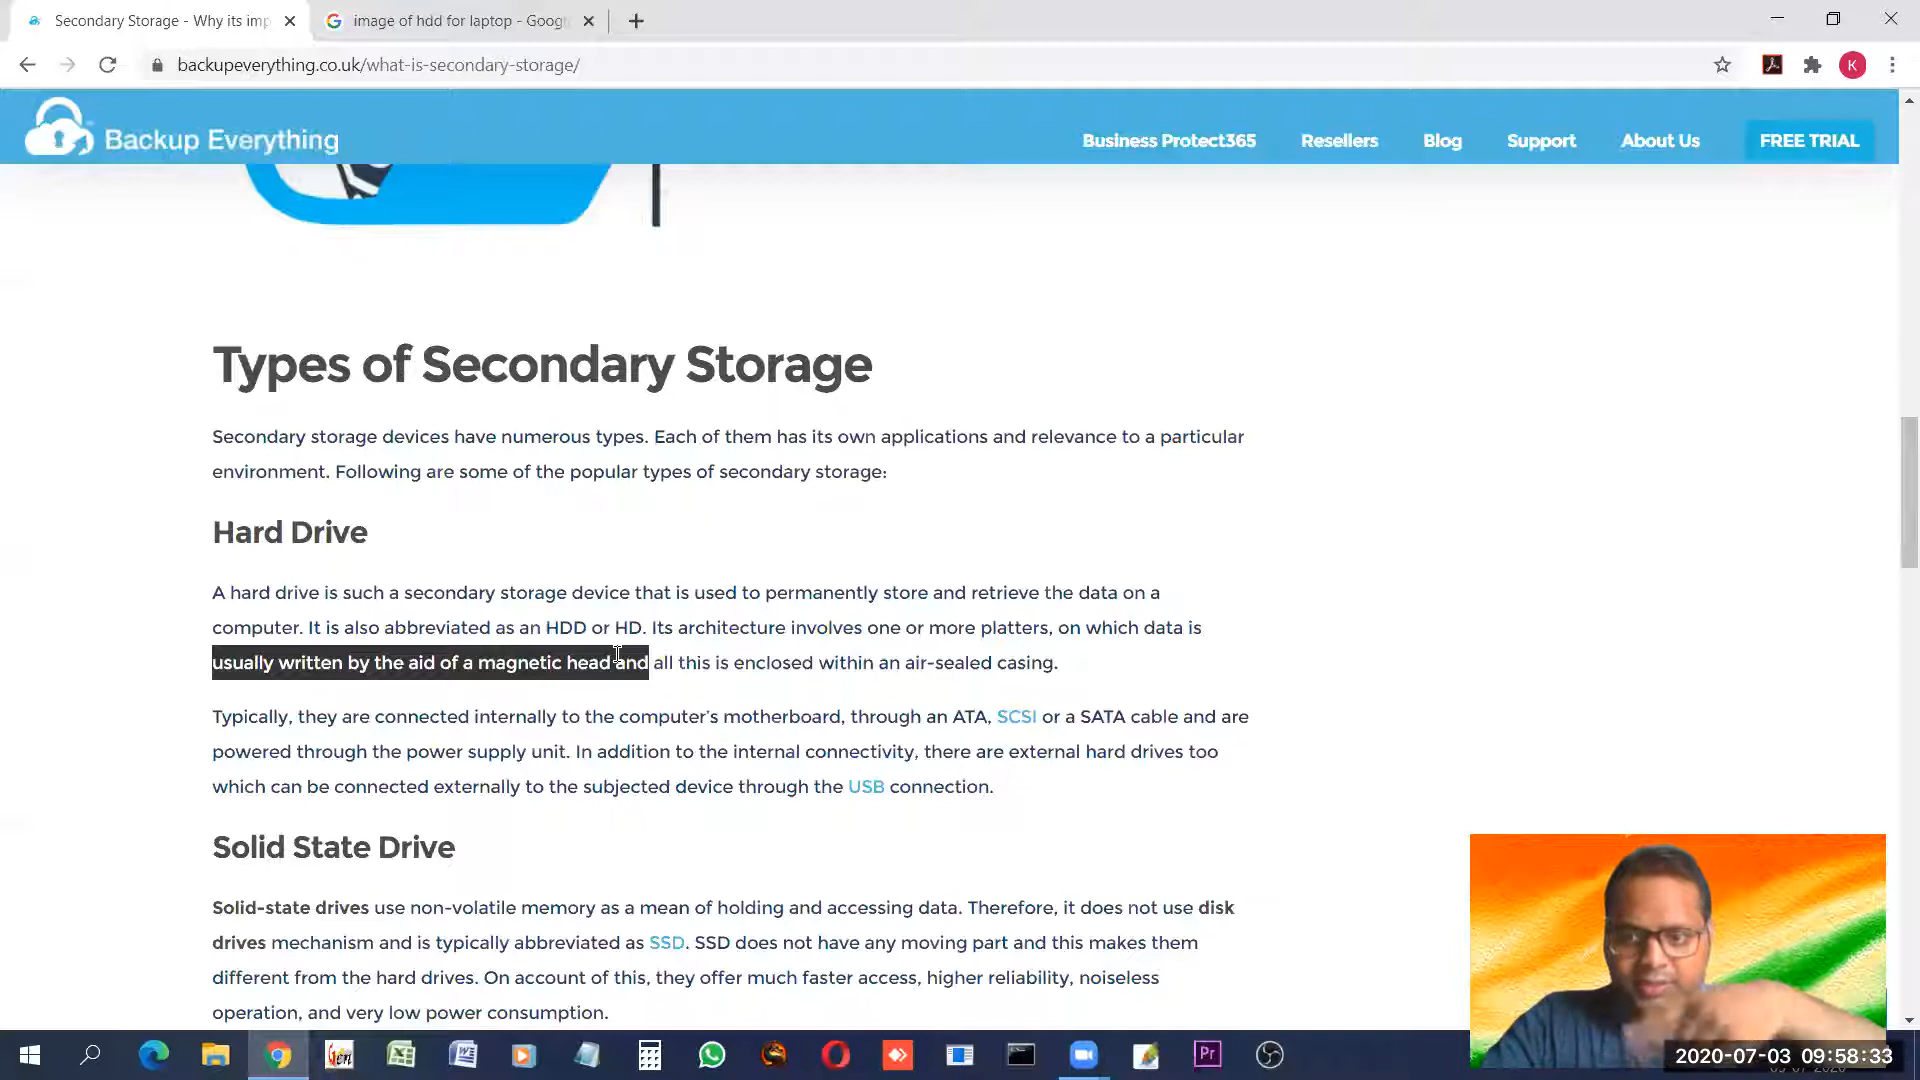 Secondary Storage - Why its imp
image of hdd for laptop - Goog
backupeverything.co.uk/what-is-secondary-storage/
K
Backup Everything
Business Protect365
Resellers
Blog
Support
About Us
FREE TRIAL
Types of Secondary Storage
Secondary storage devices have numerous types. Each of them has its own applications and relevance to a particular
environment. Following are some of the popular types of secondary storage:
Hard Drive
A hard drive is such a secondary storage device that is used to permanently store and retrieve the data on a
computer. It is also abbreviated as an HDD or HD. Its architecture involves one or more platters, on which data is
usually written by the aid of a magnetic head and all this is enclosed within an air-sealed casing.
Typically, they are connected internally to the computer's motherboard, through an ATA, SCSI or a SATA cable and are
powered through the power supply unit. In addition to the internal connectivity, there are external hard drives too
which can be connected externally to the subjected device through the USB connection.
Solid State Drive
Solid-state drives use non-volatile memory as a mean of holding and accessing data. Therefore, it does not use disk
drives mechanism and is typically abbreviated as SSD. SSD does not have any moving part and this makes them
different from the hard drives. On account of this, they offer much faster access, higher reliability, noiseless
operation, and very low power consumption.
Gen
Pr
2020-07-03 09:58:33